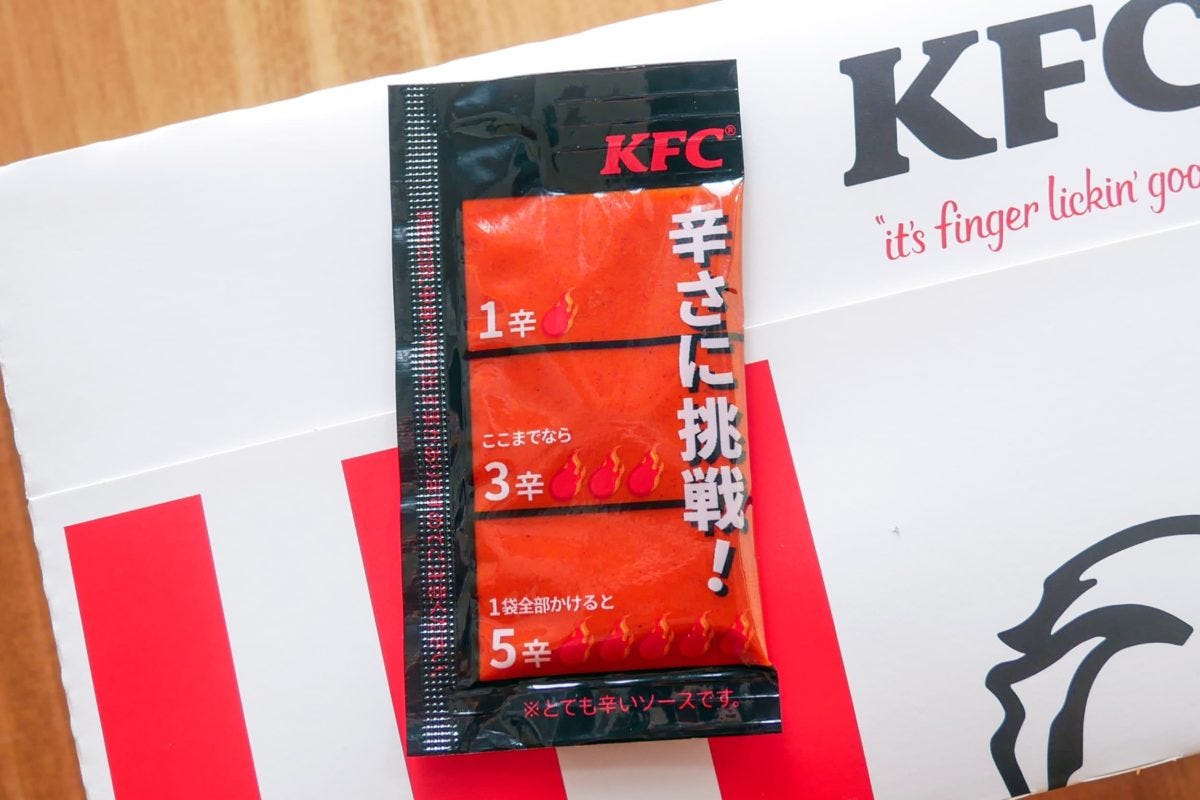 KFC®
辛さに挑戦！
1辛
ここまでなら
3辛
1袋全部かけると
5辛
※とても辛いソースです。
KFC
"it's finger lickin' goo